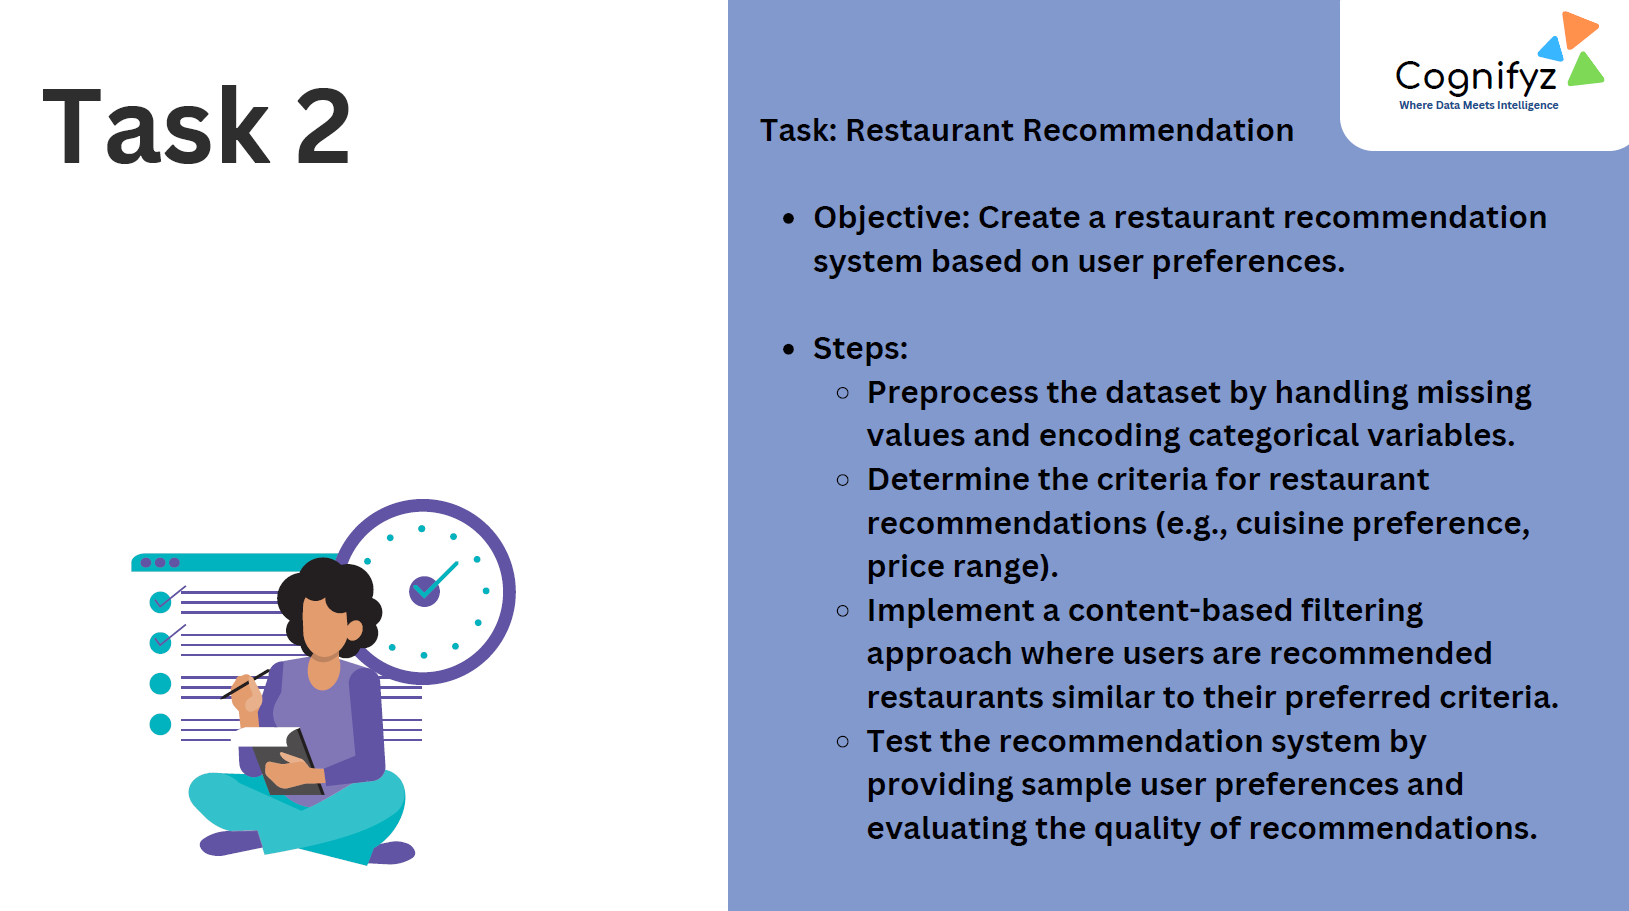 Task 2
Cognifyz
Where Data Meets Intelligence
Task: Restaurant Recommendation
Objective: Create a restaurant recommendation
system based on user preferences.
Steps:
Preprocess the dataset by handling missing
values and encoding categorical variables.
Determine the criteria for restaurant
recommendations (e.g., cuisine preference,
price range).
Implement a content-based filtering
approach where users are recommended
restaurants similar to their preferred criteria.
Test the recommendation system by
providing sample user preferences and
evaluating the quality of recommendations.